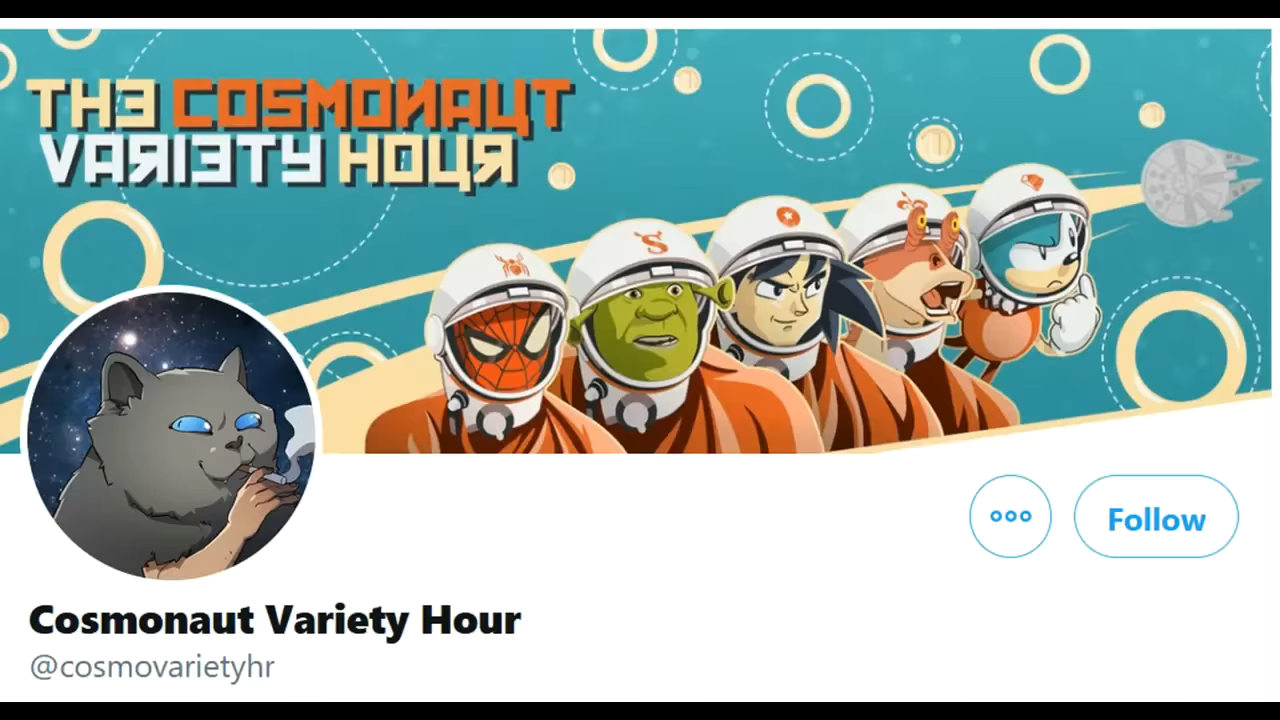 THE COSMONAUT
VARIETY HOUR
Follow
Cosmonaut Variety Hour
@cosmovarietyhr